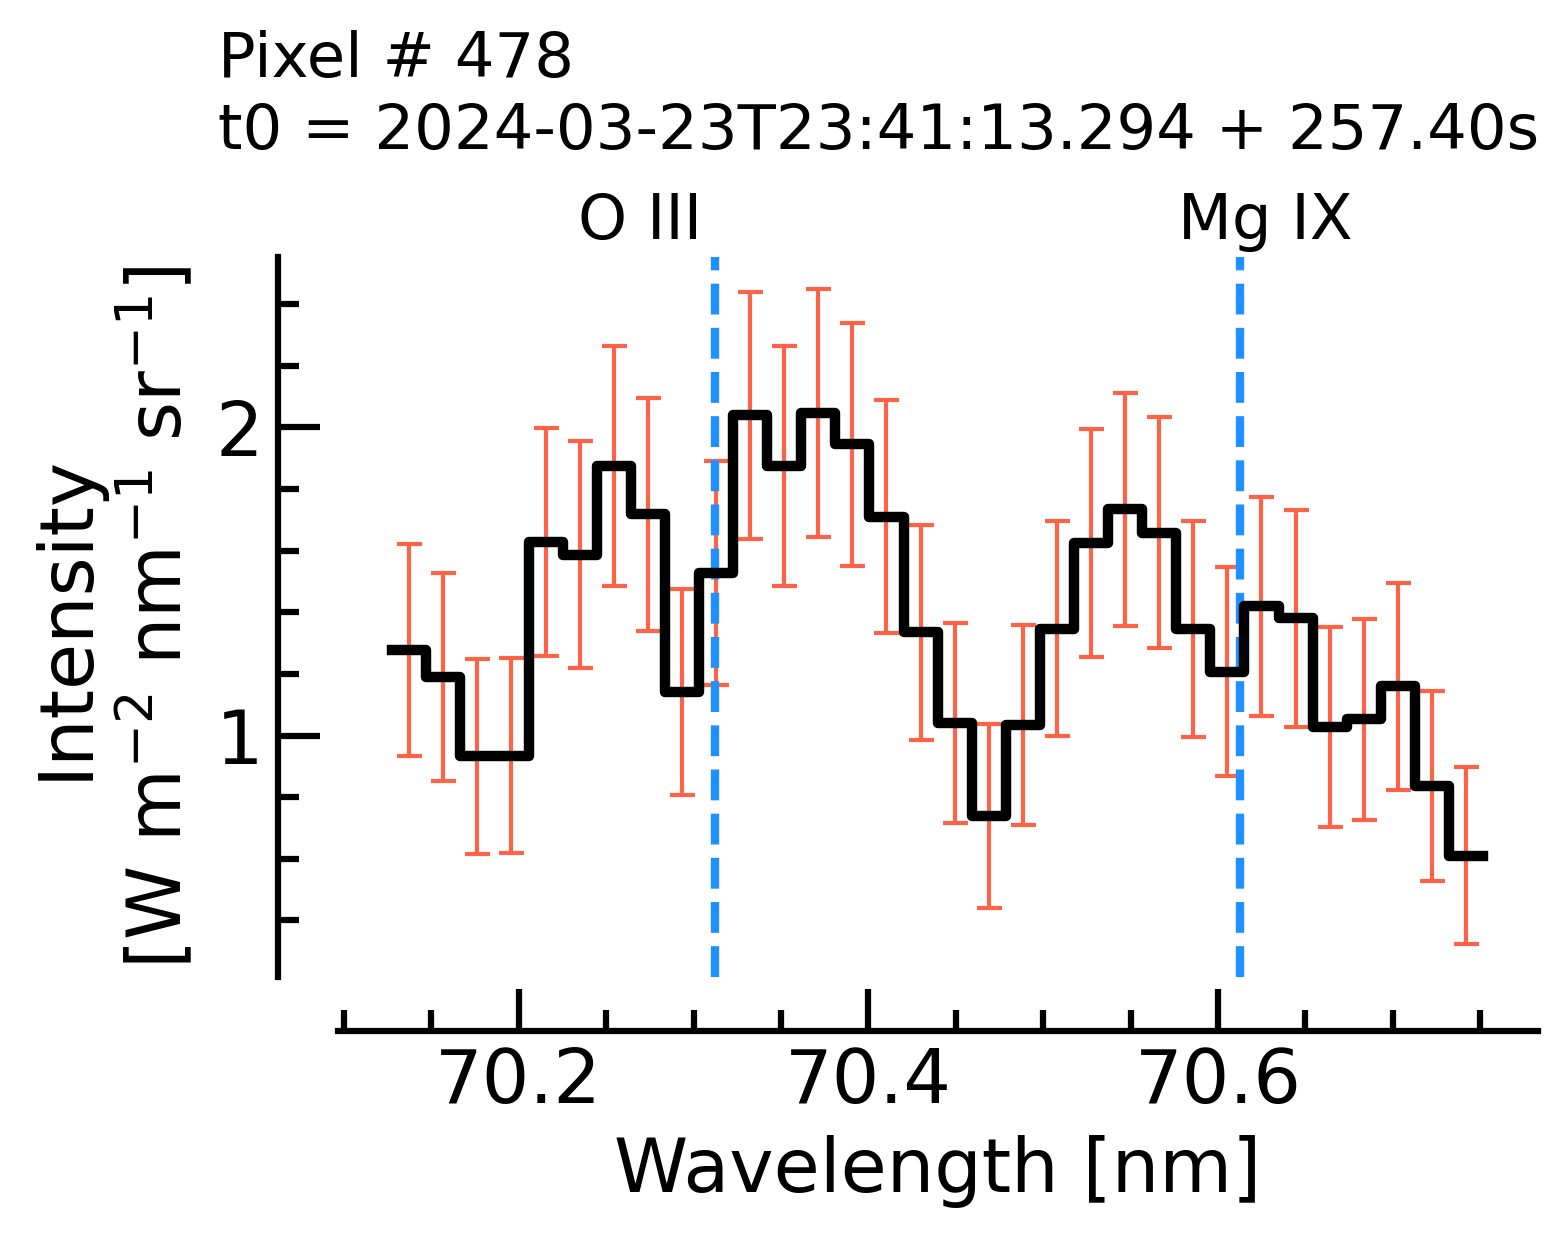 Pixel # 478
t0 = 2024-03-23T23:41:13.294 + 257.40s
O III
Mg IX
Intensity
[W m⁻² nm⁻¹ sr⁻¹]
2
1
70.2
70.4
70.6
Wavelength [nm]